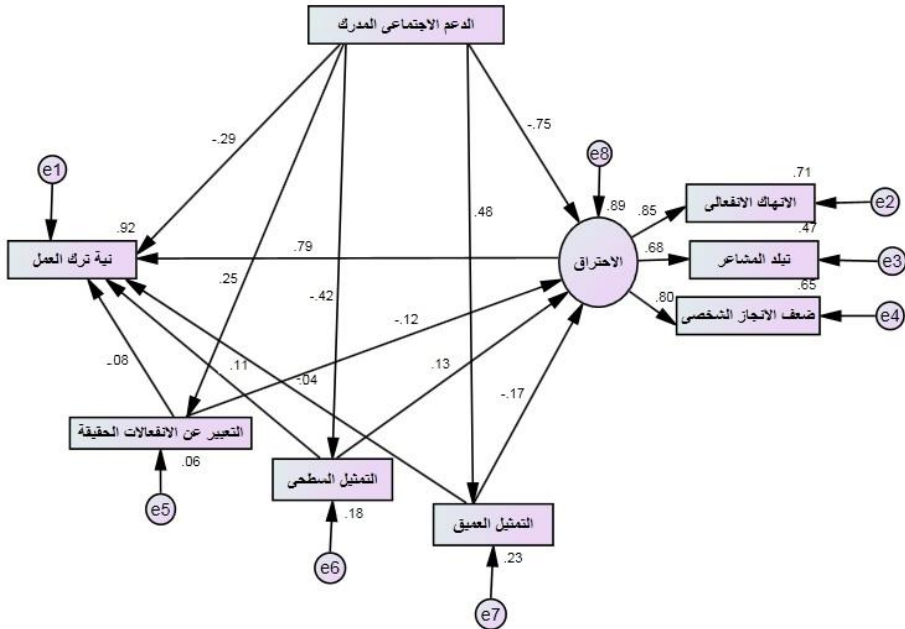 الدعم الاجتماعى المدرك
-.29
-.75
e8
e1
.48
.71
.89
.85
الانهاك الانفعالى
e2
.92
.79
.47
نية ترك العمل
الاحتراق
.68
تبلد المشاعر
e3
.25
-.42
.65
.80
ضعف الانجاز الشخصى
e4
-.12
-.08
.11
.13
-.04
-.17
التعبير عن الانفعالات الحقيقة
.06
التمثيل السطحى
e5
.18
التمثيل العميق
.23
e6
e7